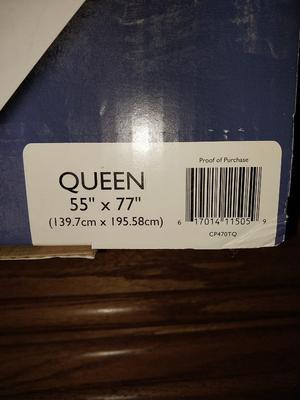 Proof of Purchase
QUEEN
55" x 77"
(139.7cm x 195.58cm)
6 17014 11505 9
CP470TQ